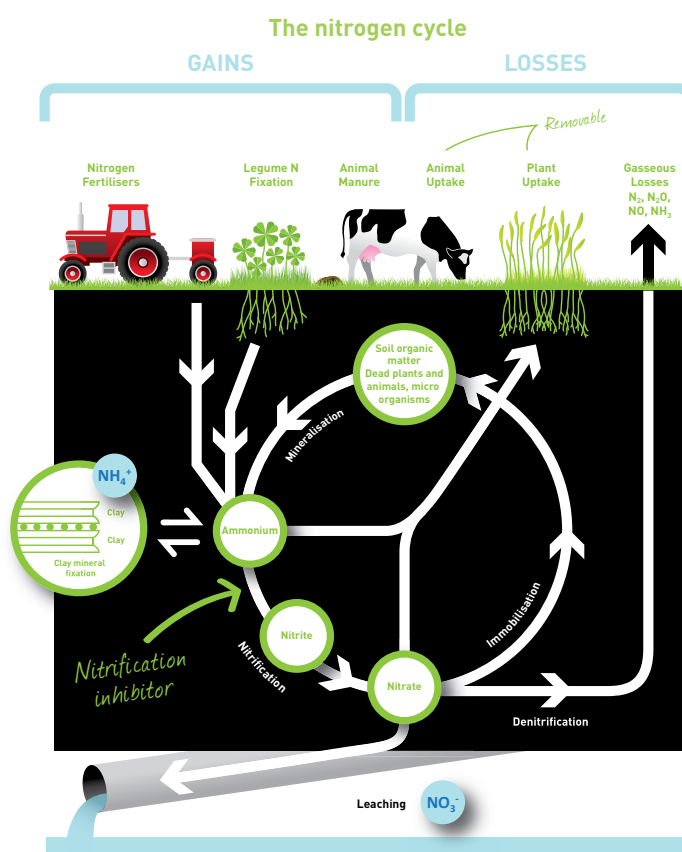 The nitrogen cycle
GAINS
LOSSES
Removable
Nitrogen
Fertilisers
Legume N
Fixation
Animal
Manure
Animal
Uptake
Plant
Uptake
Gasseous
Losses
N₂, N₂O,
NO, NH₃
Soil organic
matter
Dead plants and
animals, micro
organisms
Mineralisation
NH₄⁺
Clay
Clay
Clay mineral
fixation
Ammonium
Nitrification
inhibitor
Nitrite
Nitrification
Immobilisation
Nitrate
Denitrification
Leaching
NO₃⁻